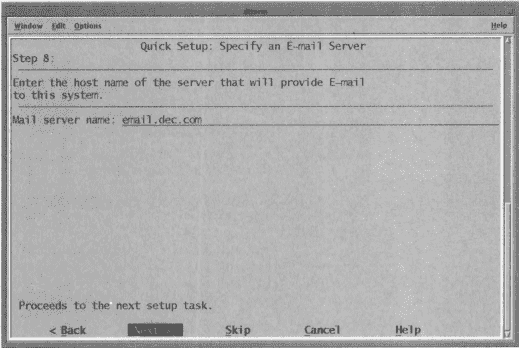 dtterm
Window Edit Options Help
Quick Setup: Specify an E-mail Server
Step 8:
Enter the host name of the server that will provide E-mail
to this system.
Mail server name: email.dec.com
Proceeds to the next setup task.
< Back Next > Skip Cancel Help